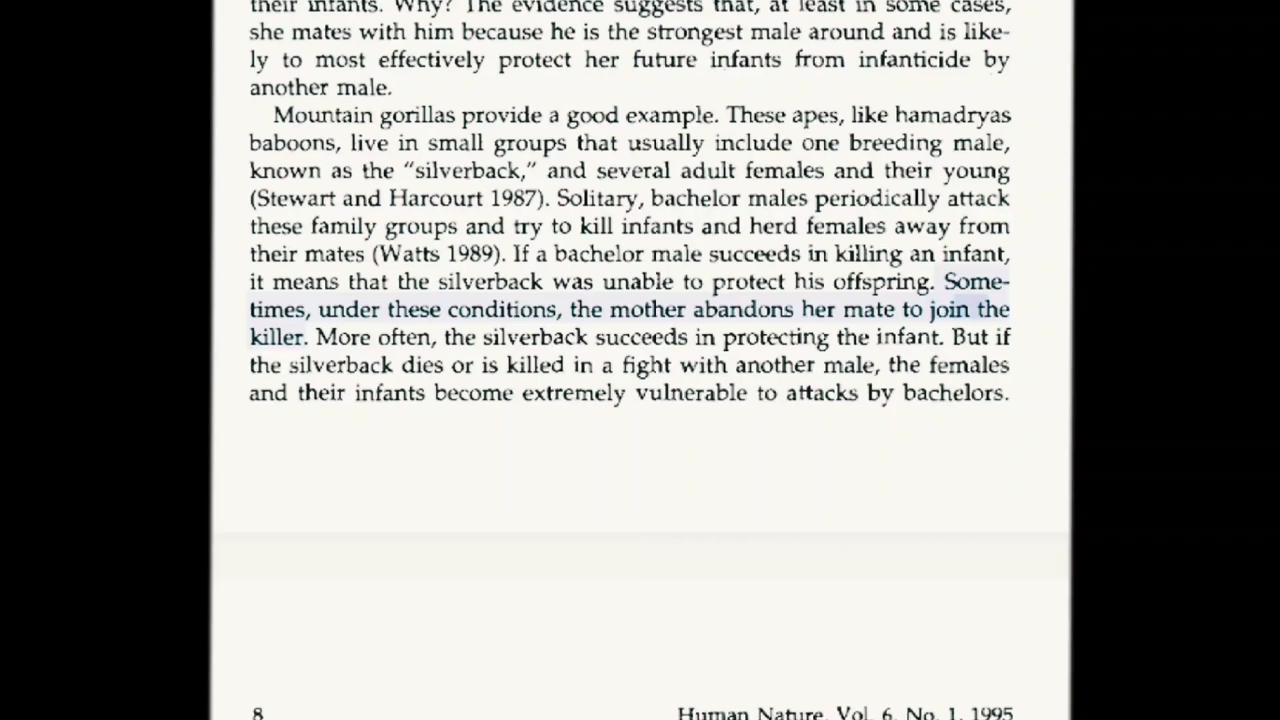 their infants. Why? The evidence suggests that, at least in some cases,
she mates with him because he is the strongest male around and is like-
ly to most effectively protect her future infants from infanticide by
another male.
Mountain gorillas provide a good example. These apes, like hamadryas
baboons, live in small groups that usually include one breeding male,
known as the “silverback,” and several adult females and their young
(Stewart and Harcourt 1987). Solitary, bachelor males periodically attack
these family groups and try to kill infants and herd females away from
their mates (Watts 1989). If a bachelor male succeeds in killing an infant,
it means that the silverback was unable to protect his offspring. Some-
times, under these conditions, the mother abandons her mate to join the
killer. More often, the silverback succeeds in protecting the infant. But if
the silverback dies or is killed in a fight with another male, the females
and their infants become extremely vulnerable to attacks by bachelors.
8 Human Nature, Vol. 6, No. 1, 1995